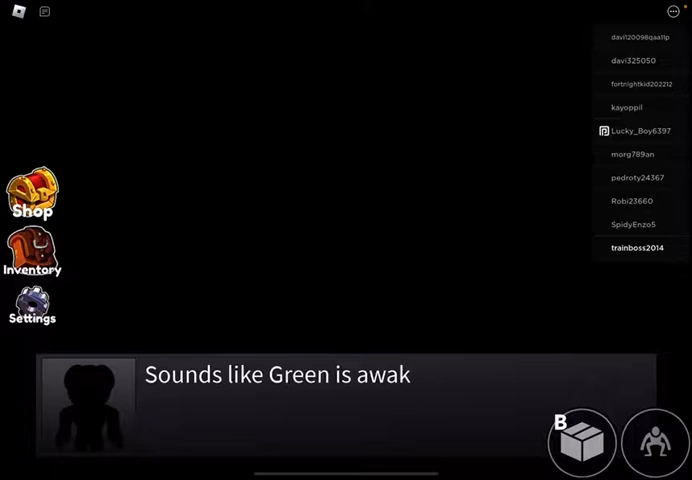 davi120098qaa11p
davi325050
fortnightkid202212
kayoppil
Lucky_Boy6397
morg789an
pedroty24367
Robi23660
SpidyEnzo5
trainboss2014
Shop
Inventory
Settings
Sounds like Green is awak
B